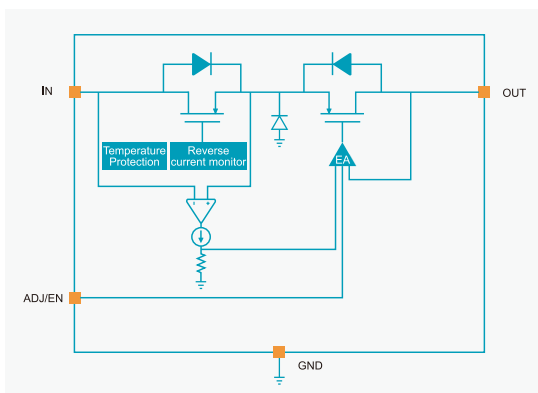 IN
OUT
Temperature
Protection
Reverse
current monitor
EA
- +
ADJ/EN
GND